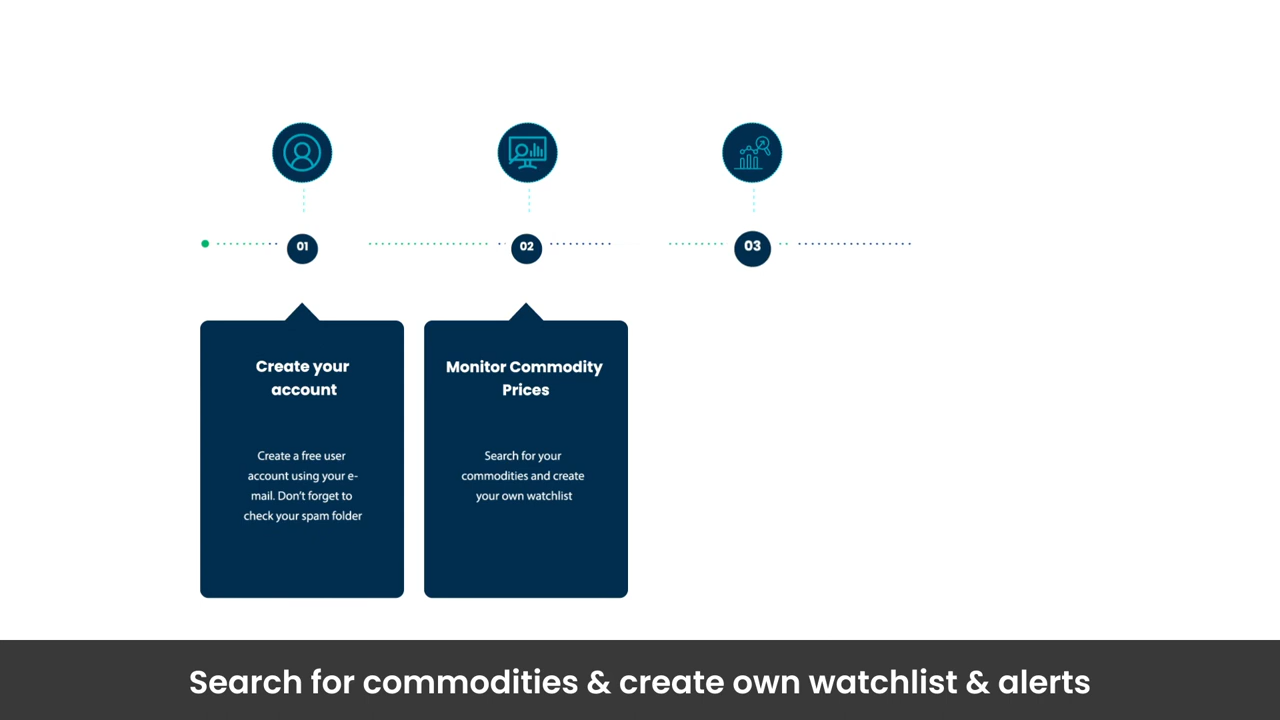 01
02
03
Create your
account
Create a free user
account using your e-
mail. Don't forget to
check your spam folder
Monitor Commodity
Prices
Search for your
commodities and create
your own watchlist
Search for commodities & create own watchlist & alerts